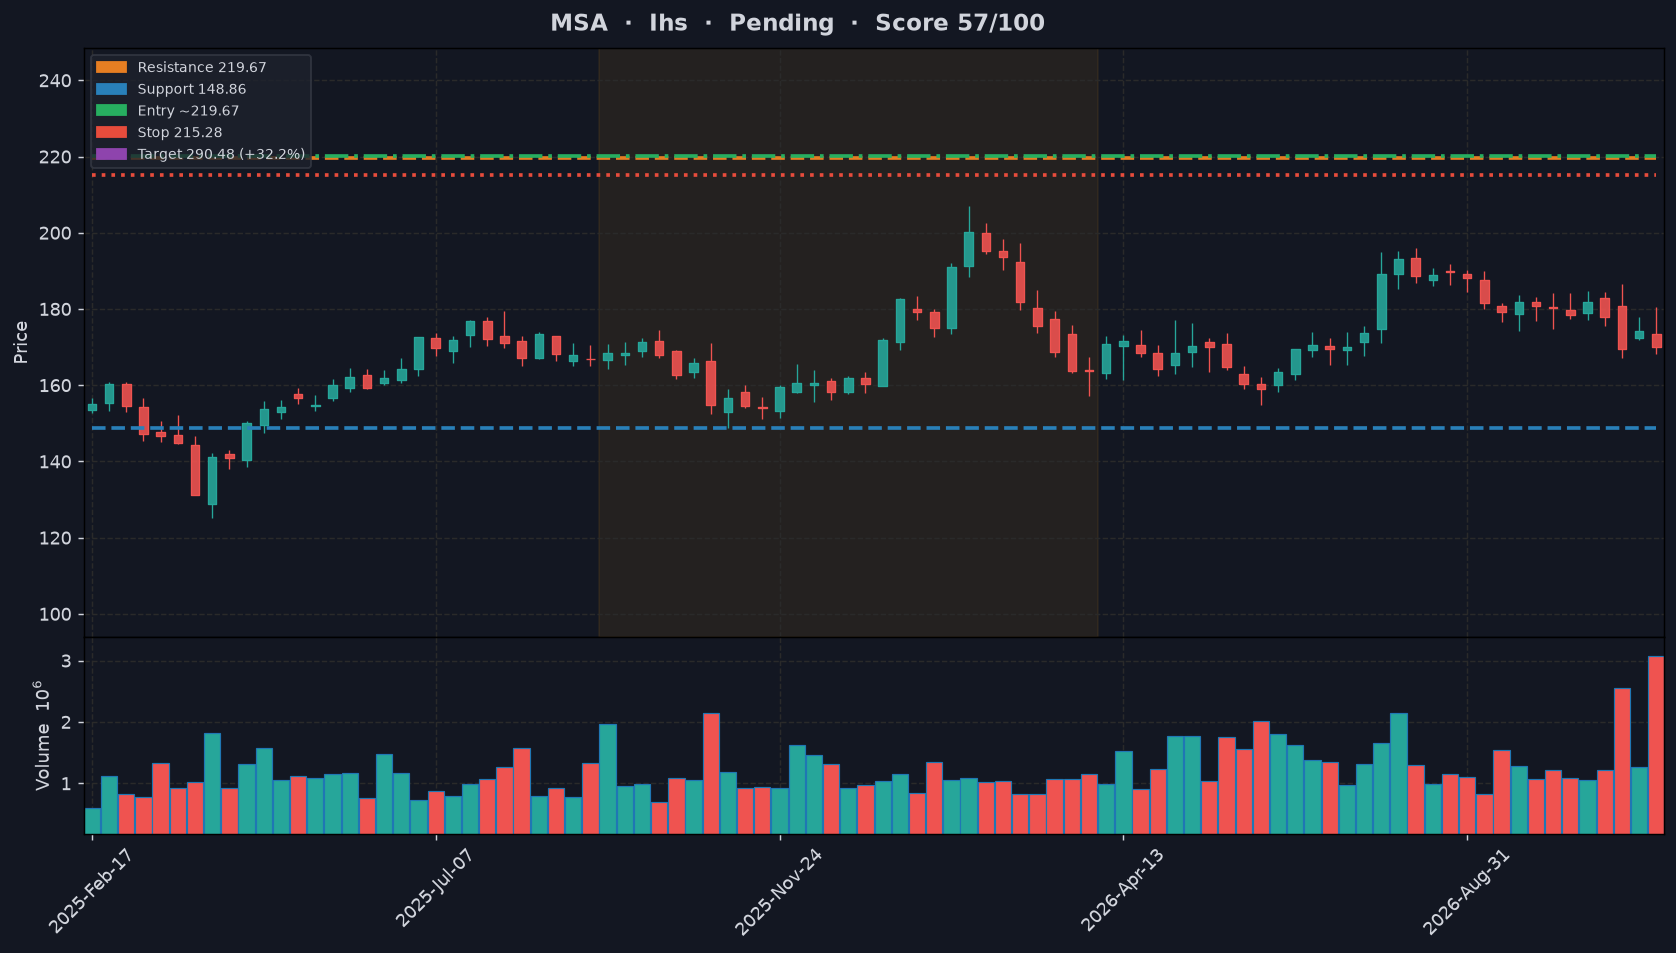 MSA · Ihs · Pending · Score 57/100
Resistance 219.67
Support 148.86
Entry ~219.67
Stop 215.28
Target 290.48 (+32.2%)
Price
240
220
200
180
160
140
120
100
Volume 10⁶
3
2
1
2025-Feb-17
2025-Jul-07
2025-Nov-24
2026-Apr-13
2026-Aug-31